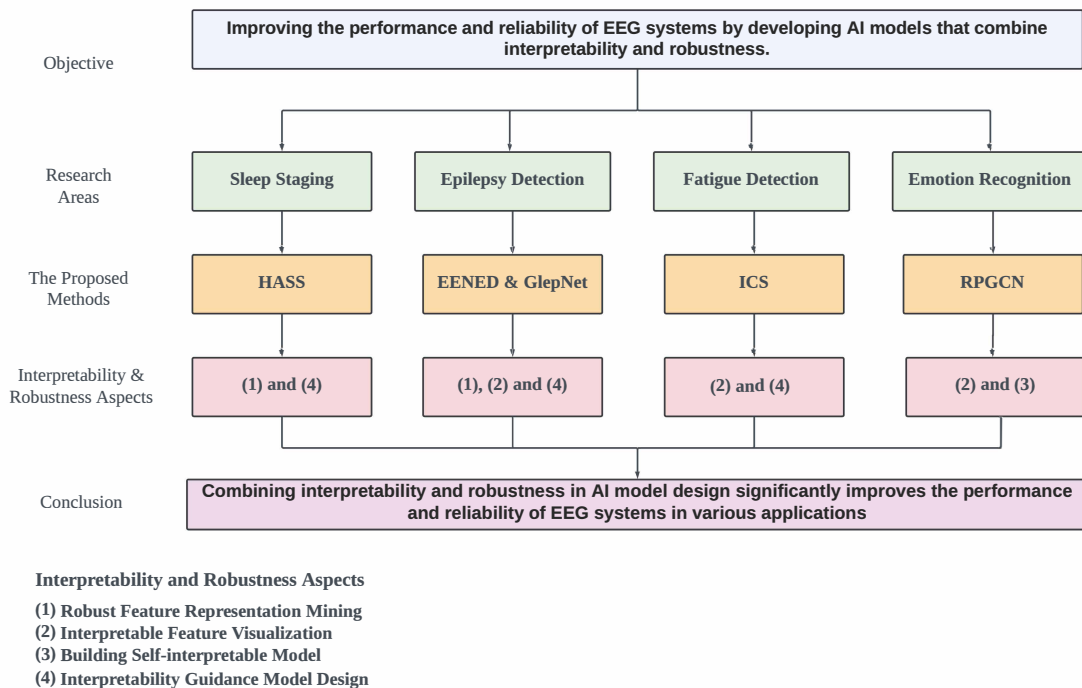 Improving the performance and reliability of EEG systems by developing AI models that combine
interpretability and robustness.
Objective
Research
Areas
Sleep Staging
Epilepsy Detection
Fatigue Detection
Emotion Recognition
The Proposed
Methods
HASS
EENED & GlepNet
ICS
RPGCN
Interpretability &
Robustness Aspects
(1) and (4)
(1), (2) and (4)
(2) and (4)
(2) and (3)
Conclusion
Combining interpretability and robustness in AI model design significantly improves the performance
and reliability of EEG systems in various applications
Interpretability and Robustness Aspects
(1) Robust Feature Representation Mining
(2) Interpretable Feature Visualization
(3) Building Self-interpretable Model
(4) Interpretability Guidance Model Design